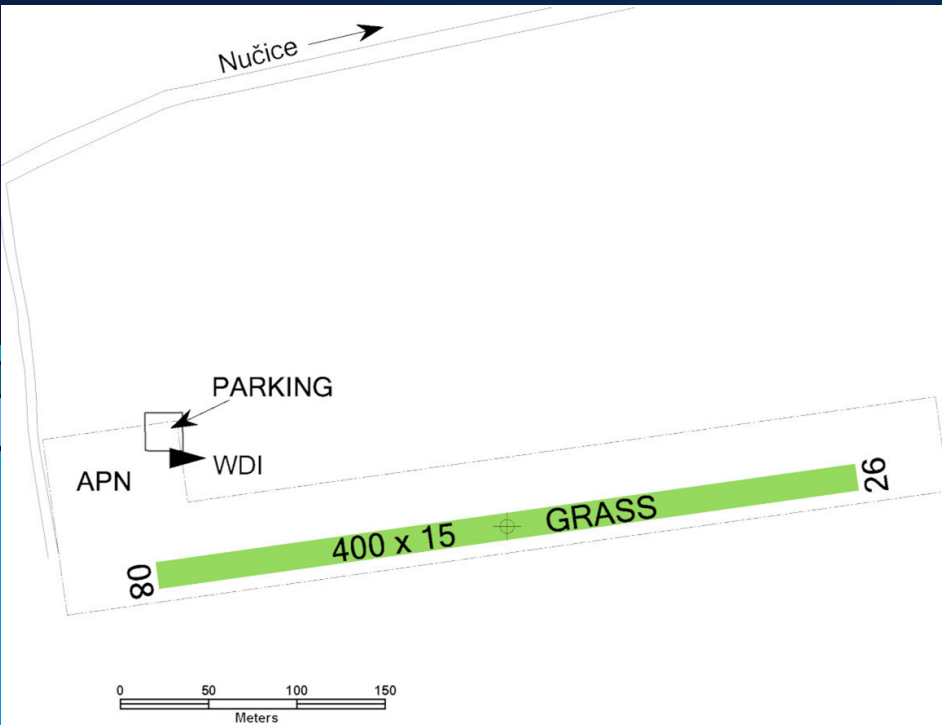 Nučice
PARKING
WDI
APN
26
GRASS
400 x 15
08
0 50 100 150
Meters